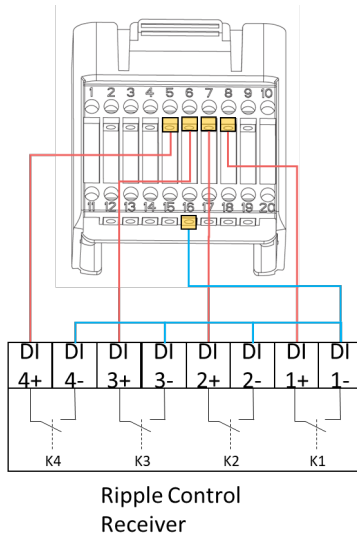 1 2 3 4 5 6 7 8 9 10
11 12 13 14 15 16 17 18 19 20
DI DI DI DI DI DI DI DI
4+ 4- 3+ 3- 2+ 2- 1+ 1-
K4 K3 K2 K1
Ripple Control
Receiver